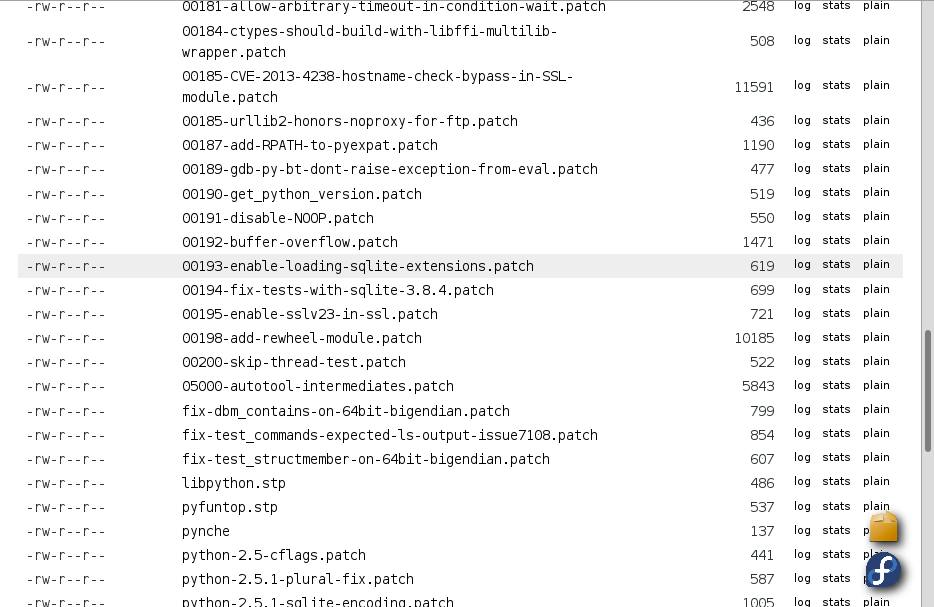 00181-allow-arbitrary-timeout-in-condition-wait.patch 2548 log stats plain
-rw-r--r-- 00184-ctypes-should-build-with-libffi-multilib-
wrapper.patch 508 log stats plain
-rw-r--r-- 00185-CVE-2013-4238-hostname-check-bypass-in-SSL-
module.patch 11591 log stats plain
-rw-r--r-- 00185-urllib2-honors-noproxy-for-ftp.patch 436 log stats plain
-rw-r--r-- 00187-add-RPATH-to-pyexpat.patch 1190 log stats plain
-rw-r--r-- 00189-gdb-py-bt-dont-raise-exception-from-eval.patch 477 log stats plain
-rw-r--r-- 00190-get_python_version.patch 519 log stats plain
-rw-r--r-- 00191-disable-NOOP.patch 550 log stats plain
-rw-r--r-- 00192-buffer-overflow.patch 1471 log stats plain
-rw-r--r-- 00193-enable-loading-sqlite-extensions.patch 619 log stats plain
-rw-r--r-- 00194-fix-tests-with-sqlite-3.8.4.patch 699 log stats plain
-rw-r--r-- 00195-enable-sslv23-in-ssl.patch 721 log stats plain
-rw-r--r-- 00198-add-rewheel-module.patch 10185 log stats plain
-rw-r--r-- 00200-skip-thread-test.patch 522 log stats plain
-rw-r--r-- 05000-autotool-intermediates.patch 5843 log stats plain
-rw-r--r-- fix-dbm_contains-on-64bit-bigendian.patch 799 log stats plain
-rw-r--r-- fix-test_commands-expected-ls-output-issue7108.patch 854 log stats plain
-rw-r--r-- fix-test_structmember-on-64bit-bigendian.patch 607 log stats plain
-rw-r--r-- libpython.stp 486 log stats plain
-rw-r--r-- pyfuntop.stp 537 log stats plain
-rw-r--r-- pynche 137 log stats
-rw-r--r-- python-2.5-cflags.patch 441 log stats plain
-rw-r--r-- python-2.5.1-plural-fix.patch 587 log stats plain
-rw-r--r-- python-2.5.1-sqlite-encoding.patch 1005 log stats plain